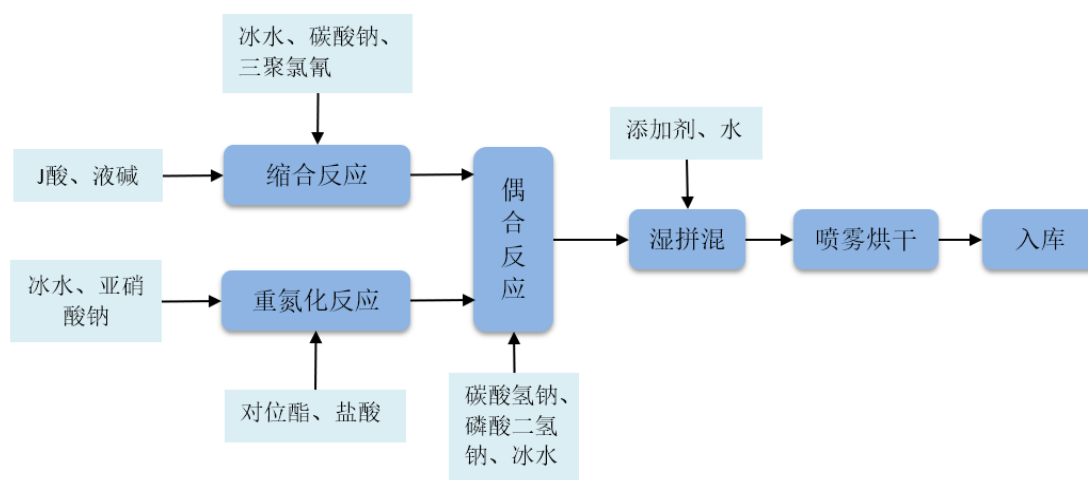 冰水、碳酸钠、
三聚氯氰
添加剂、水
J酸、液碱
缩合反应
偶
合
反
应
湿拼混
喷雾烘干
入库
冰水、亚硝
酸钠
重氮化反应
对位酯、盐酸
碳酸氢钠、
磷酸二氢
钠、冰水